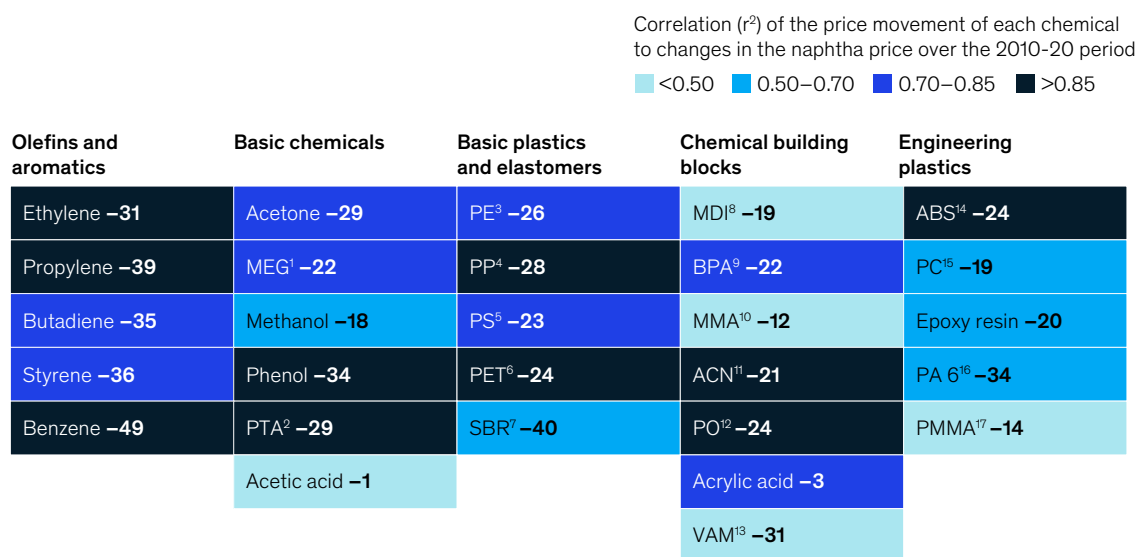 Correlation (r²) of the price movement of each chemical
to changes in the naphtha price over the 2010-20 period
<0.50 0.50–0.70 0.70–0.85 >0.85
Olefins and
aromatics
Basic chemicals
Basic plastics
and elastomers
Chemical building
blocks
Engineering
plastics
Ethylene –31
Acetone –29
PE³ –26
MDI⁸ –19
ABS¹⁴ –24
Propylene –39
MEG¹ –22
PP⁴ –28
BPA⁹ –22
PC¹⁵ –19
Butadiene –35
Methanol –18
PS⁵ –23
MMA¹⁰ –12
Epoxy resin –20
Styrene –36
Phenol –34
PET⁶ –24
ACN¹¹ –21
PA 6¹⁶ –34
Benzene –49
PTA² –29
SBR⁷ –40
PO¹² –24
PMMA¹⁷ –14
Acetic acid –1
Acrylic acid –3
VAM¹³ –31